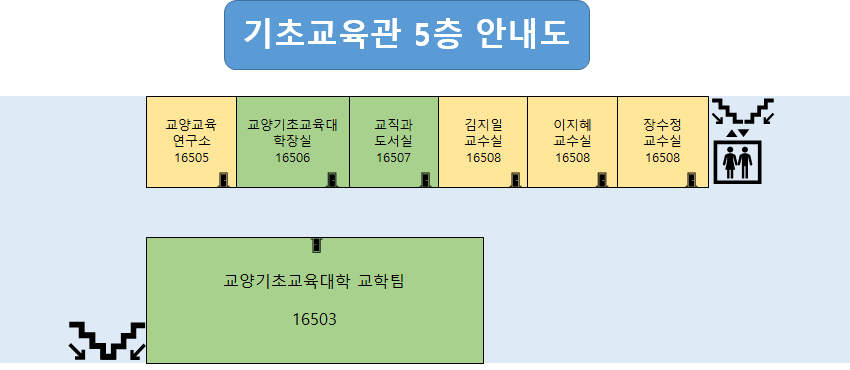 기초교육관 5층 안내도
교양교육
연구소
16505
교양기초교육대
학장실
16506
교직과
도서실
16507
김지일
교수실
16508
이지혜
교수실
16508
장수정
교수실
16508
교양기초교육대학 교학팀
16503